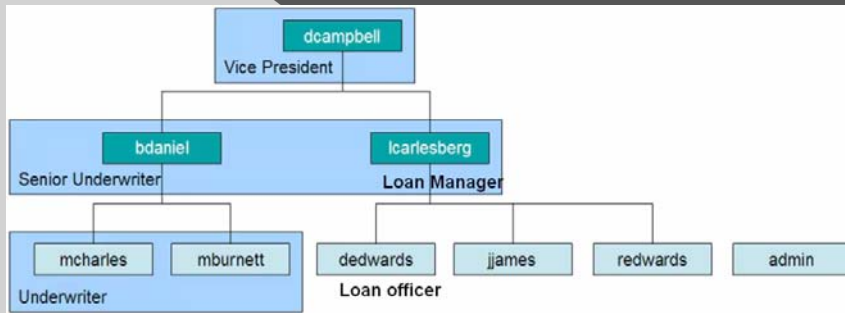 dcampbell
Vice President
bdaniel
lcarlesberg
Senior Underwriter
Loan Manager
mcharles
mburnett
dedwards
jjames
redwards
admin
Underwriter
Loan officer